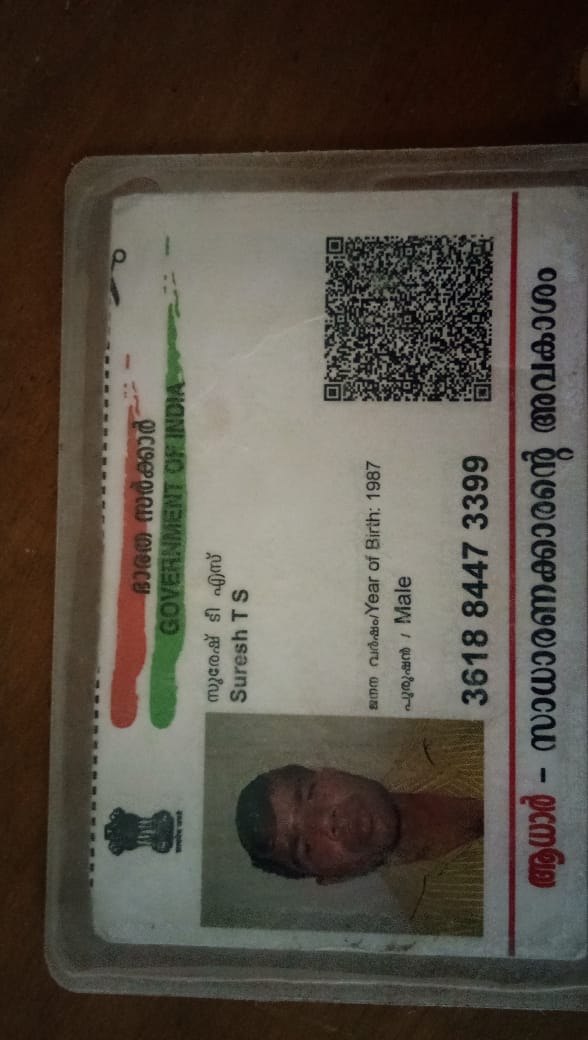 ഭാരത സർക്കാർ
GOVERNMENT OF INDIA
സുരേഷ് ടി എസ്
Suresh T S
ജനന വർഷം/Year of Birth: 1987
പുരുഷൻ / Male
3618 8447 3399
ആധാർ – സാധാരണക്കാരന്റെ അവകാശം